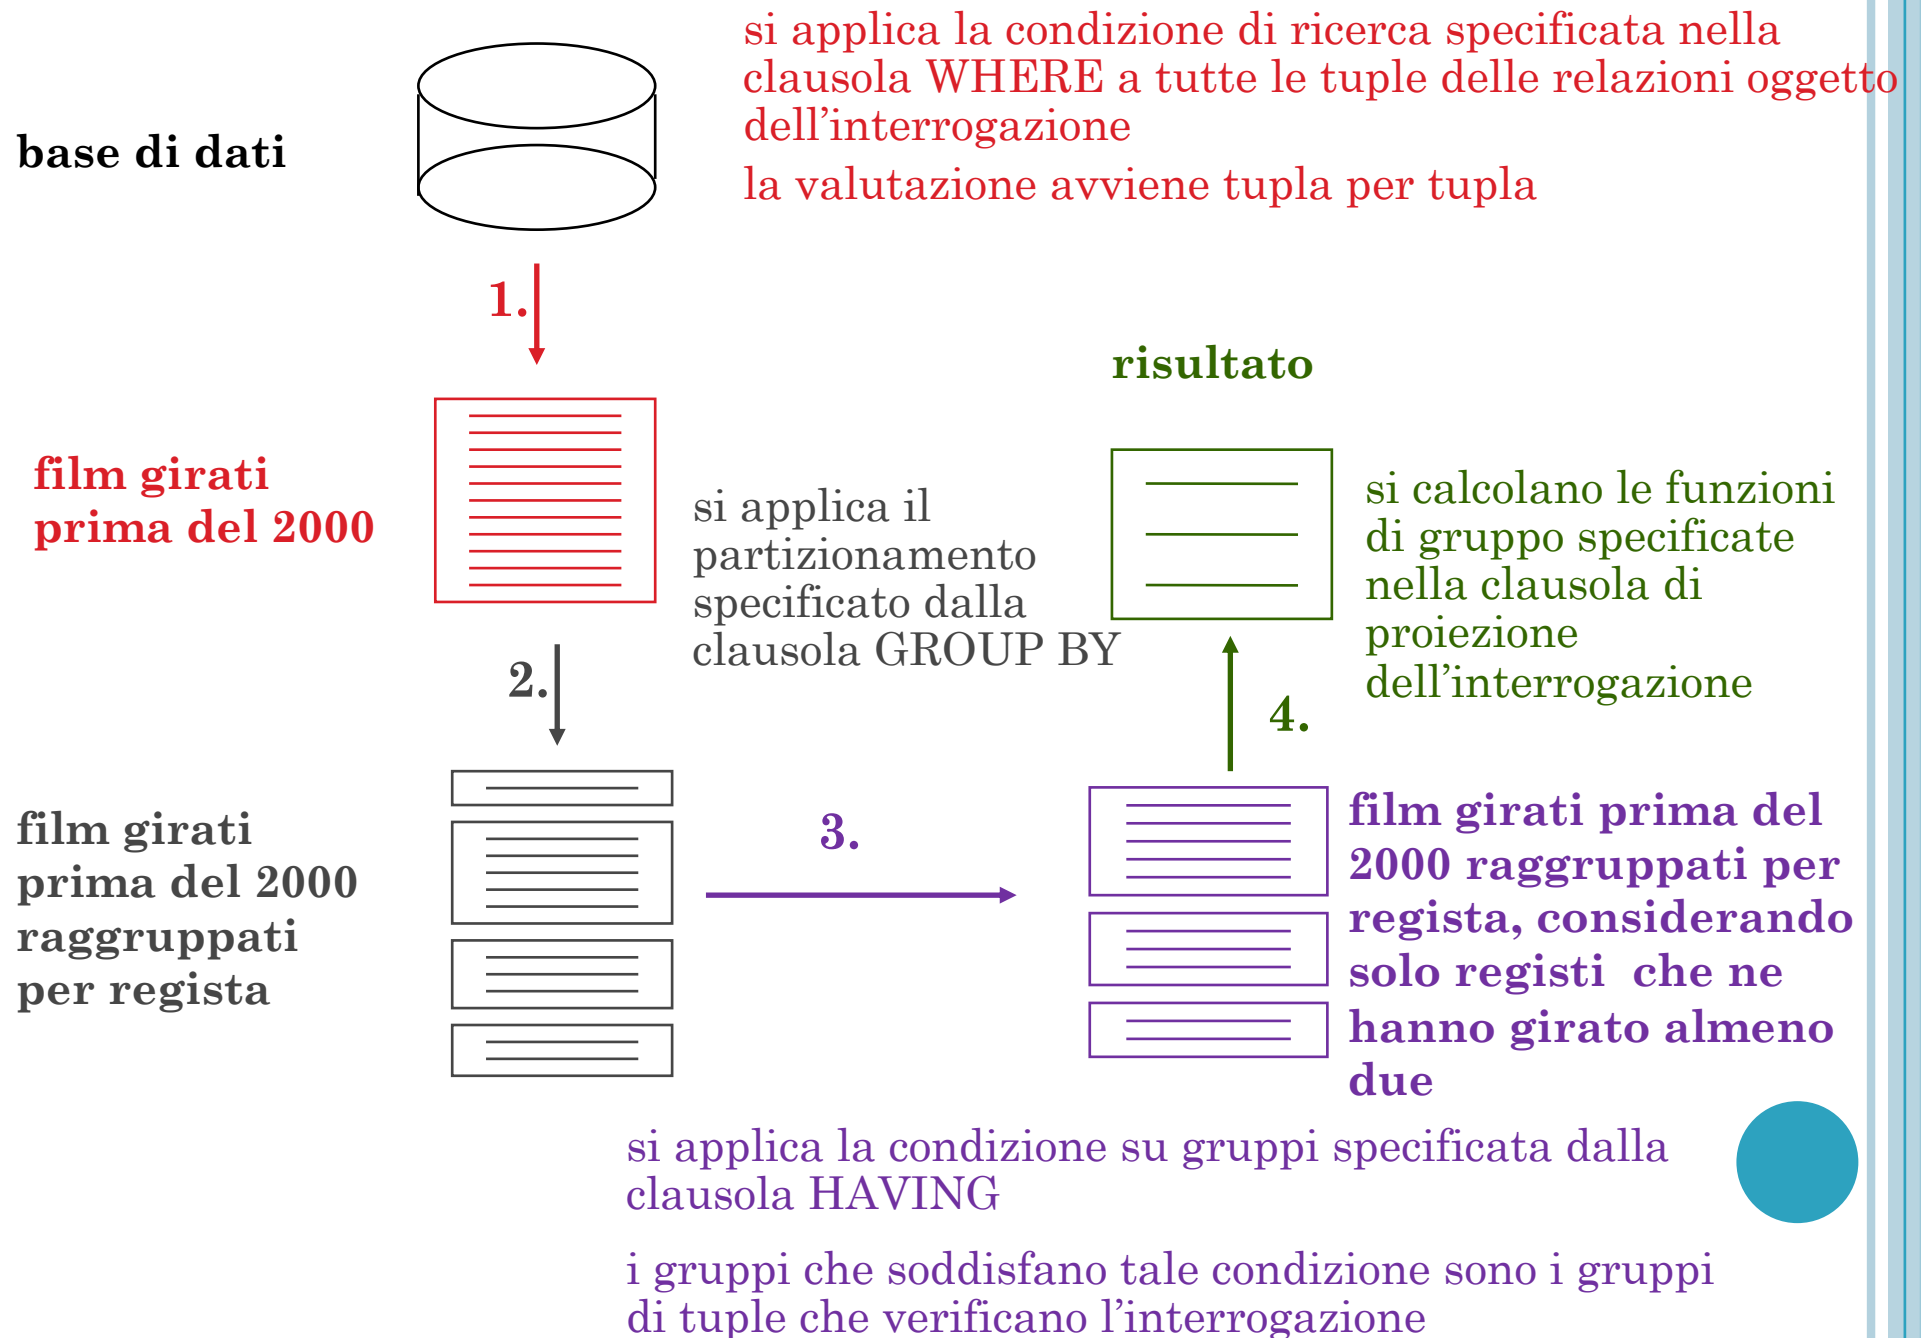 si applica la condizione di ricerca specificata nella
clausola WHERE a tutte le tuple delle relazioni oggetto
dell’interrogazione
la valutazione avviene tupla per tupla
base di dati
1.
film girati
prima del 2000
si applica il
partizionamento
specificato dalla
clausola GROUP BY
2.
film girati
prima del 2000
raggruppati
per regista
3.
risultato
si calcolano le funzioni
di gruppo specificate
nella clausola di
proiezione
dell’interrogazione
4.
film girati prima del
2000 raggruppati per
regista, considerando
solo registi  che ne
hanno girato almeno
due
si applica la condizione su gruppi specificata dalla
clausola HAVING
i gruppi che soddisfano tale condizione sono i gruppi
di tuple che verificano l’interrogazione